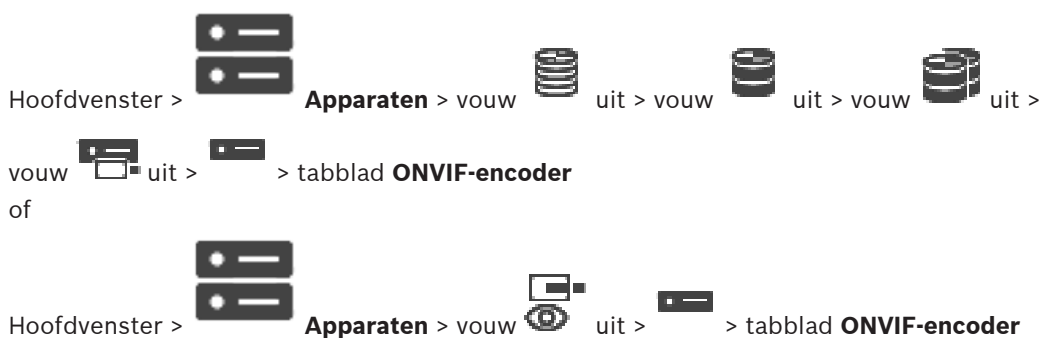 Hoofdvenster > Apparaten > vouw uit > vouw uit > vouw uit >
vouw uit > > tabblad ONVIF-encoder
of
Hoofdvenster > Apparaten > vouw uit > > tabblad ONVIF-encoder